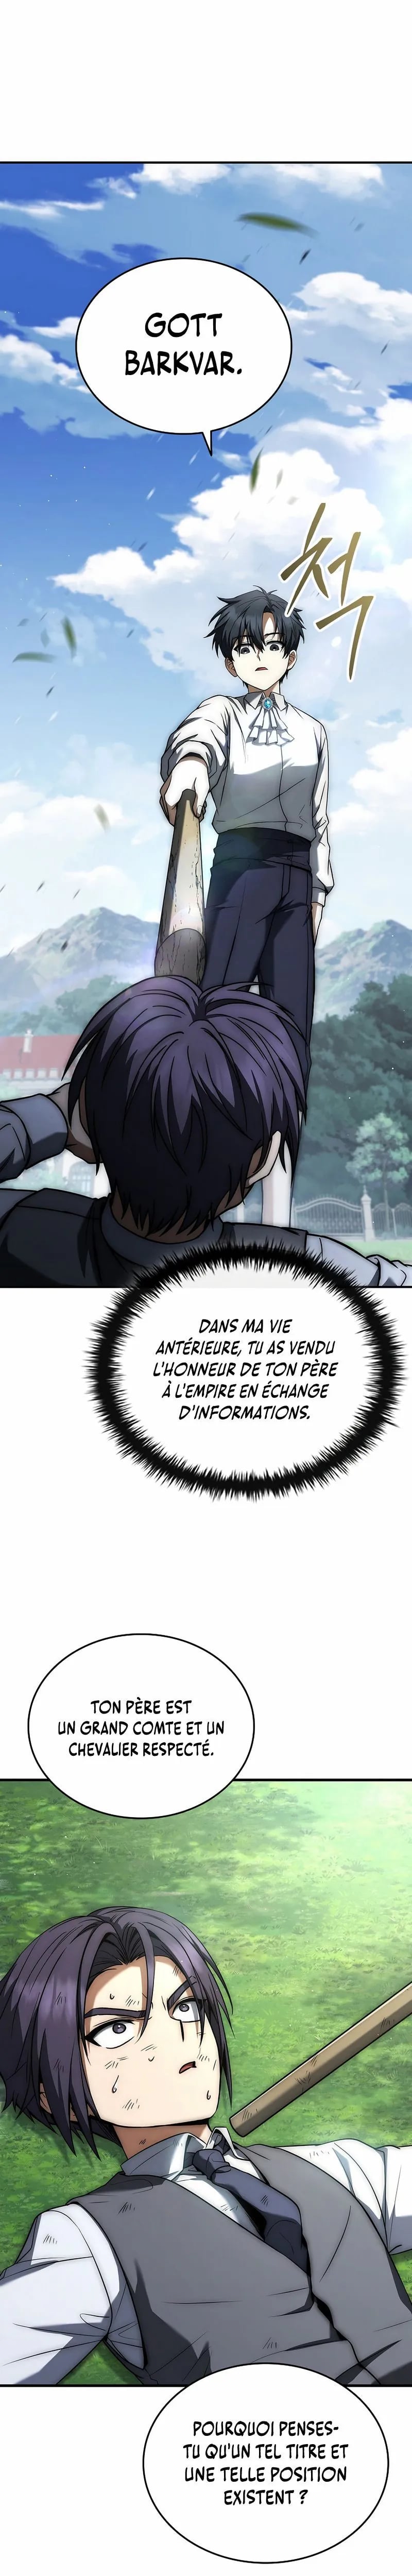 GOTT
BARKVAR.
척
DANS MA VIE
ANTÉRIEURE, TU AS VENDU
L'HONNEUR DE TON PÈRE
À L'EMPIRE EN ÉCHANGE
D'INFORMATIONS.
TON PÈRE EST
UN GRAND COMTE ET UN
CHEVALIER RESPECTÉ.
POURQUOI PENSES-
TU QU'UN TEL TITRE ET
UNE TELLE POSITION
EXISTENT ?